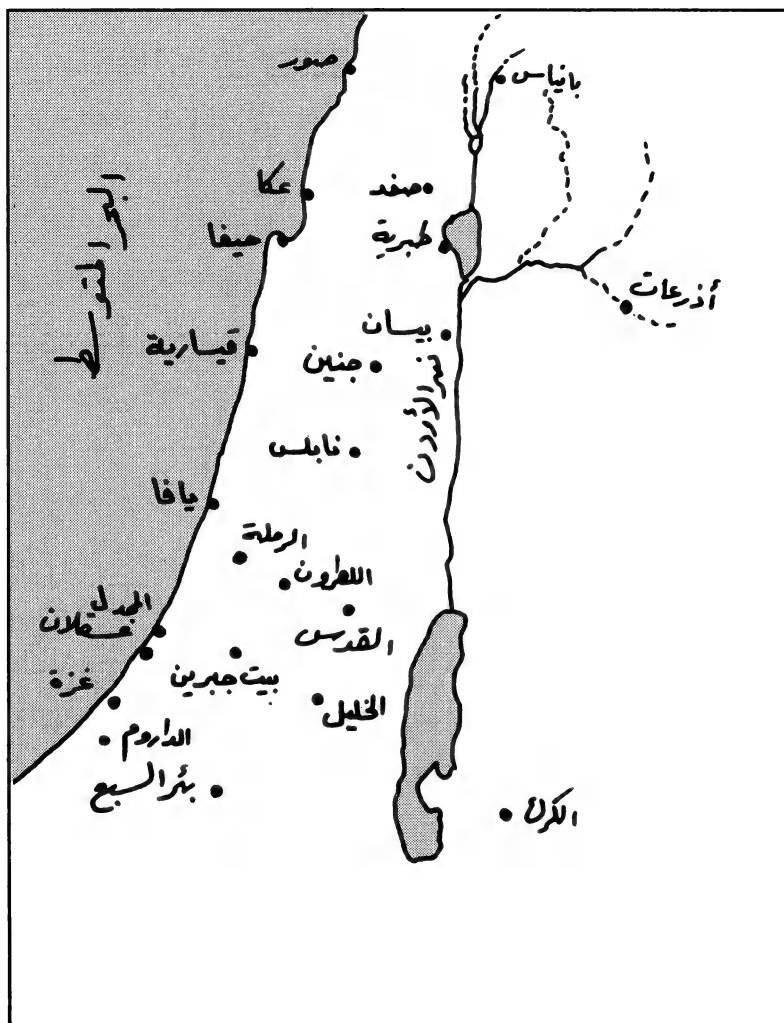 صور
بانياس
البحر المتوسط
عكا
صفد
حيفا
طبرية
أذرعات
بيسان
قيسارية
جنين
نهر الأردن
نابلس
يافا
الرملة
اللطرون
المجدل
عسقلان
القدس
غزة
بيت جبرين
الخليل
الداروم
بئر السبع
الكرك